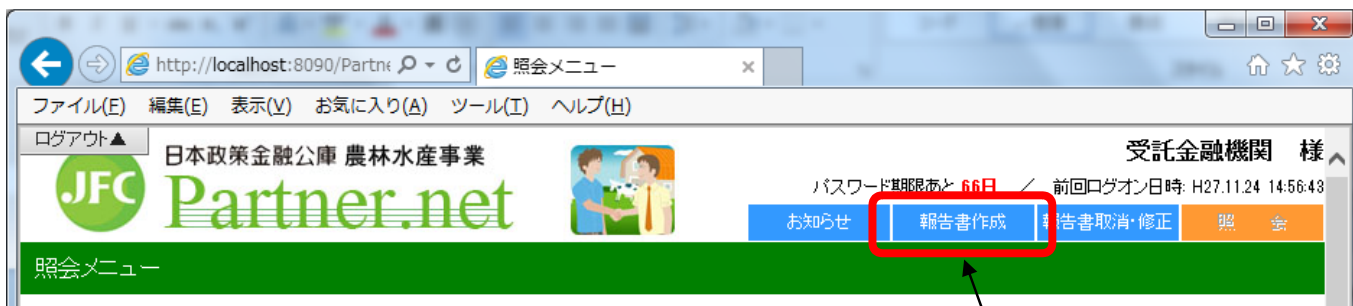 http://localhost:8090/Partne
照会メニュー
ファイル(F) 編集(E) 表示(V) お気に入り(A) ツール(T) ヘルプ(H)
ログアウト▲
JFC
日本政策金融公庫 農林水産事業
Partner.net
受託金融機関 様
パスワード期限あと 66日 ／ 前回ログオン日時: H27.11.24 14:56:43
お知らせ 報告書作成 報告書取消・修正 照 会
照会メニュー